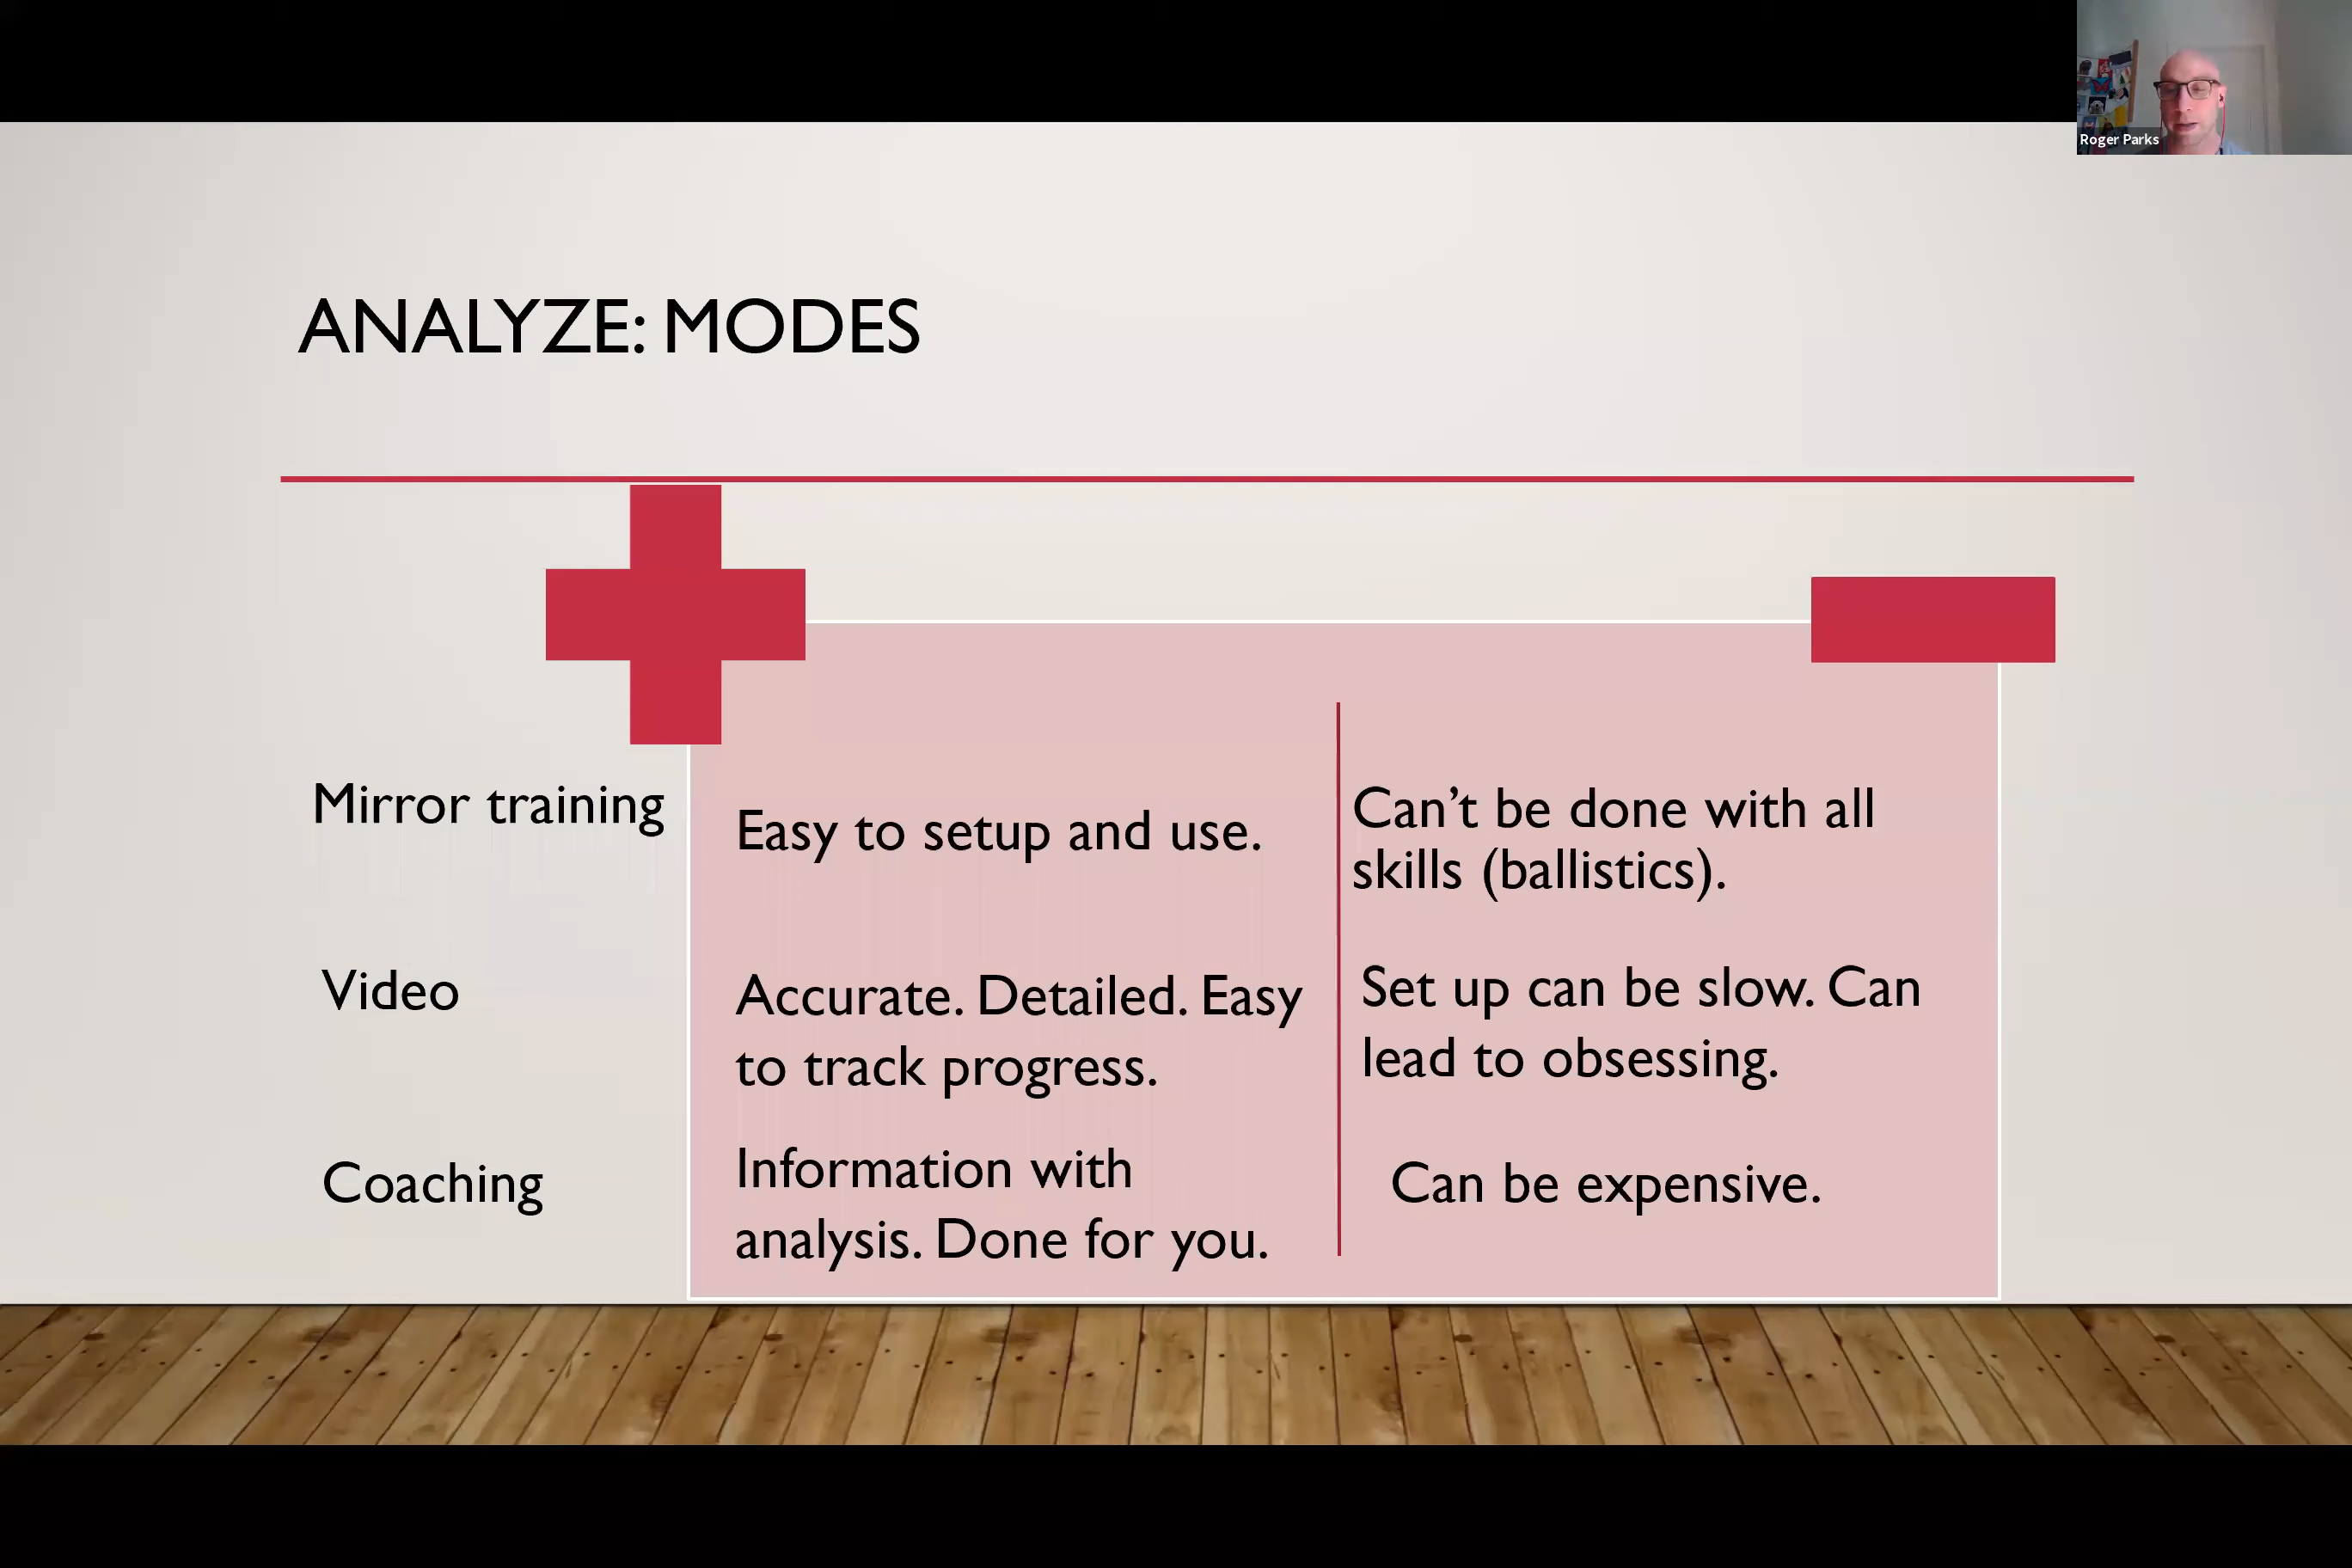 Roger Parks
ANALYZE: MODES
Mirror training
Easy to setup and use.
Can’t be done with all
skills (ballistics).
Video
Accurate. Detailed. Easy
to track progress.
Set up can be slow. Can
lead to obsessing.
Coaching
Information with
analysis. Done for you.
Can be expensive.